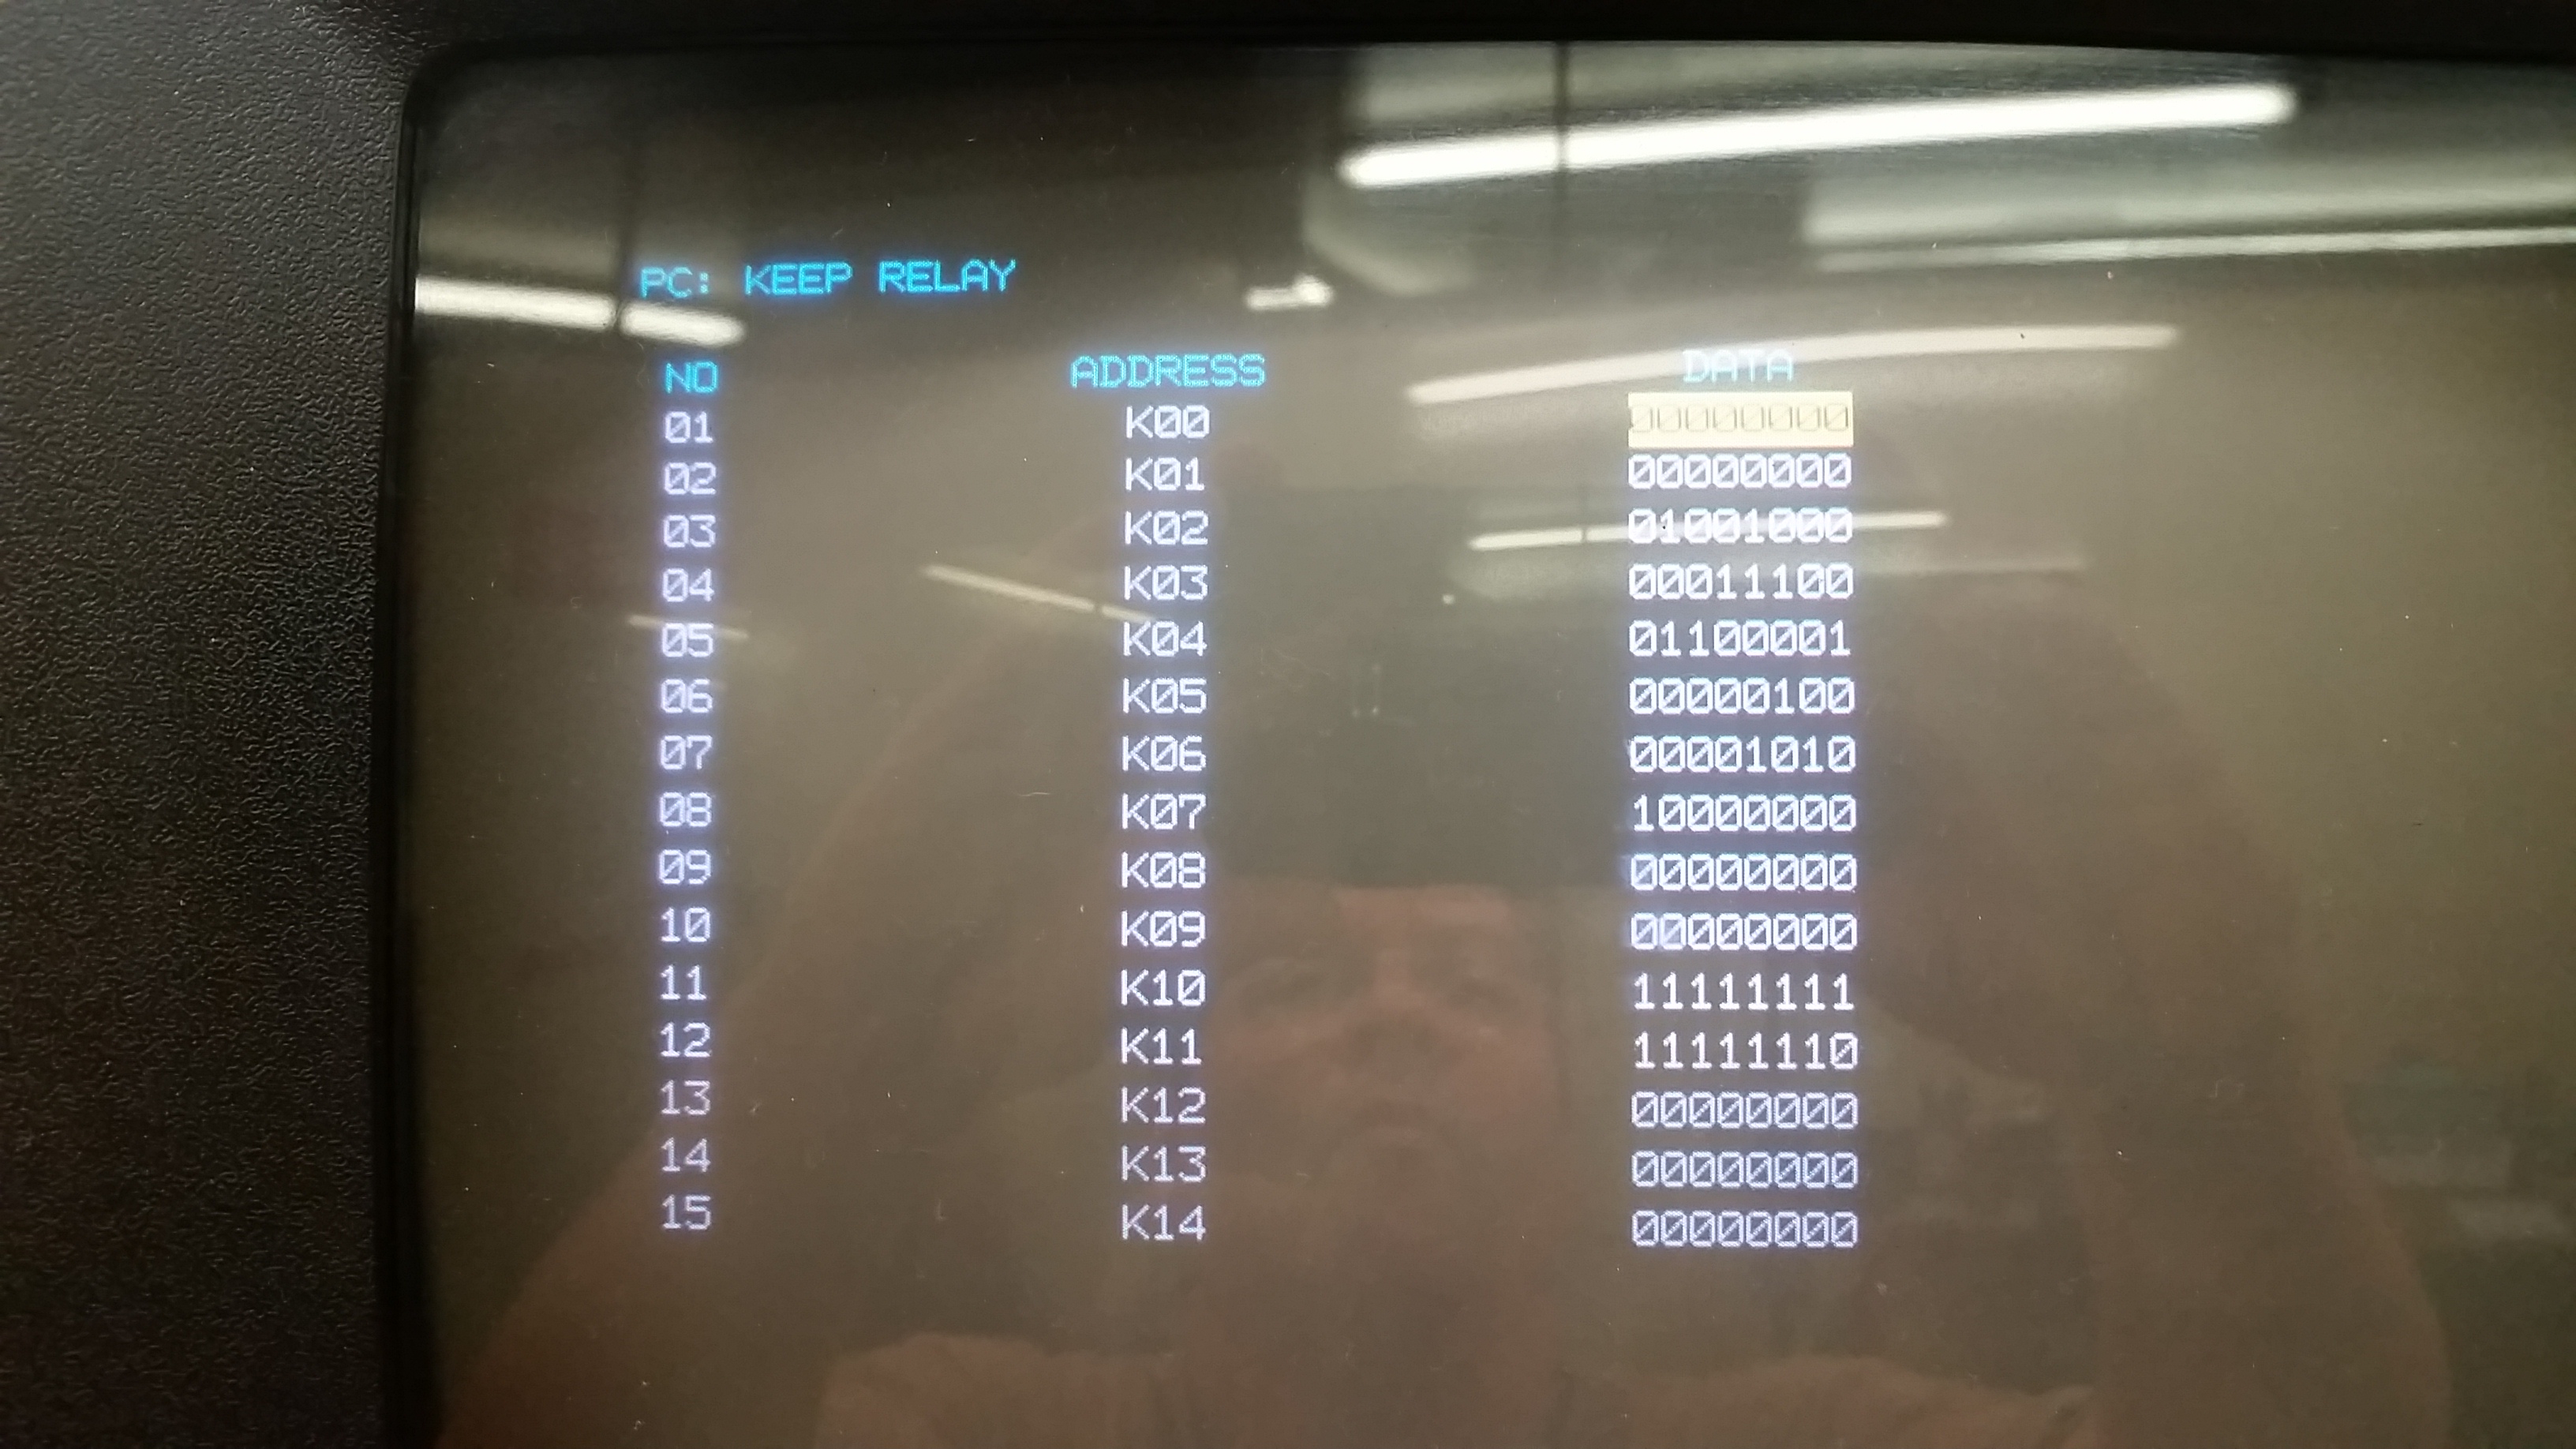 PC: KEEP RELAY
NO ADDRESS DATA
01 K00 00000000
02 K01 00000000
03 K02 01001000
04 K03 00011100
05 K04 01100001
06 K05 00000100
07 K06 00001010
08 K07 10000000
09 K08 00000000
10 K09 00000000
11 K10 11111111
12 K11 11111110
13 K12 00000000
14 K13 00000000
15 K14 00000000